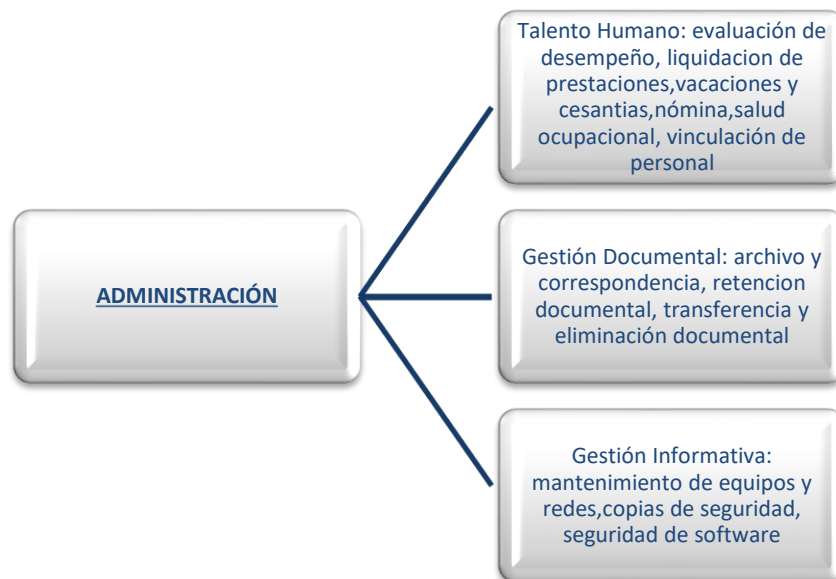 Talento Humano: evaluación de
desempeño, liquidacion de
prestaciones,vacaciones y
cesantias,nómina,salud
ocupacional, vinculación de
personal
ADMINISTRACIÓN
Gestión Documental: archivo y
correspondencia, retencion
documental, transferencia y
eliminación documental
Gestión Informativa:
mantenimiento de equipos y
redes,copias de seguridad,
seguridad de software